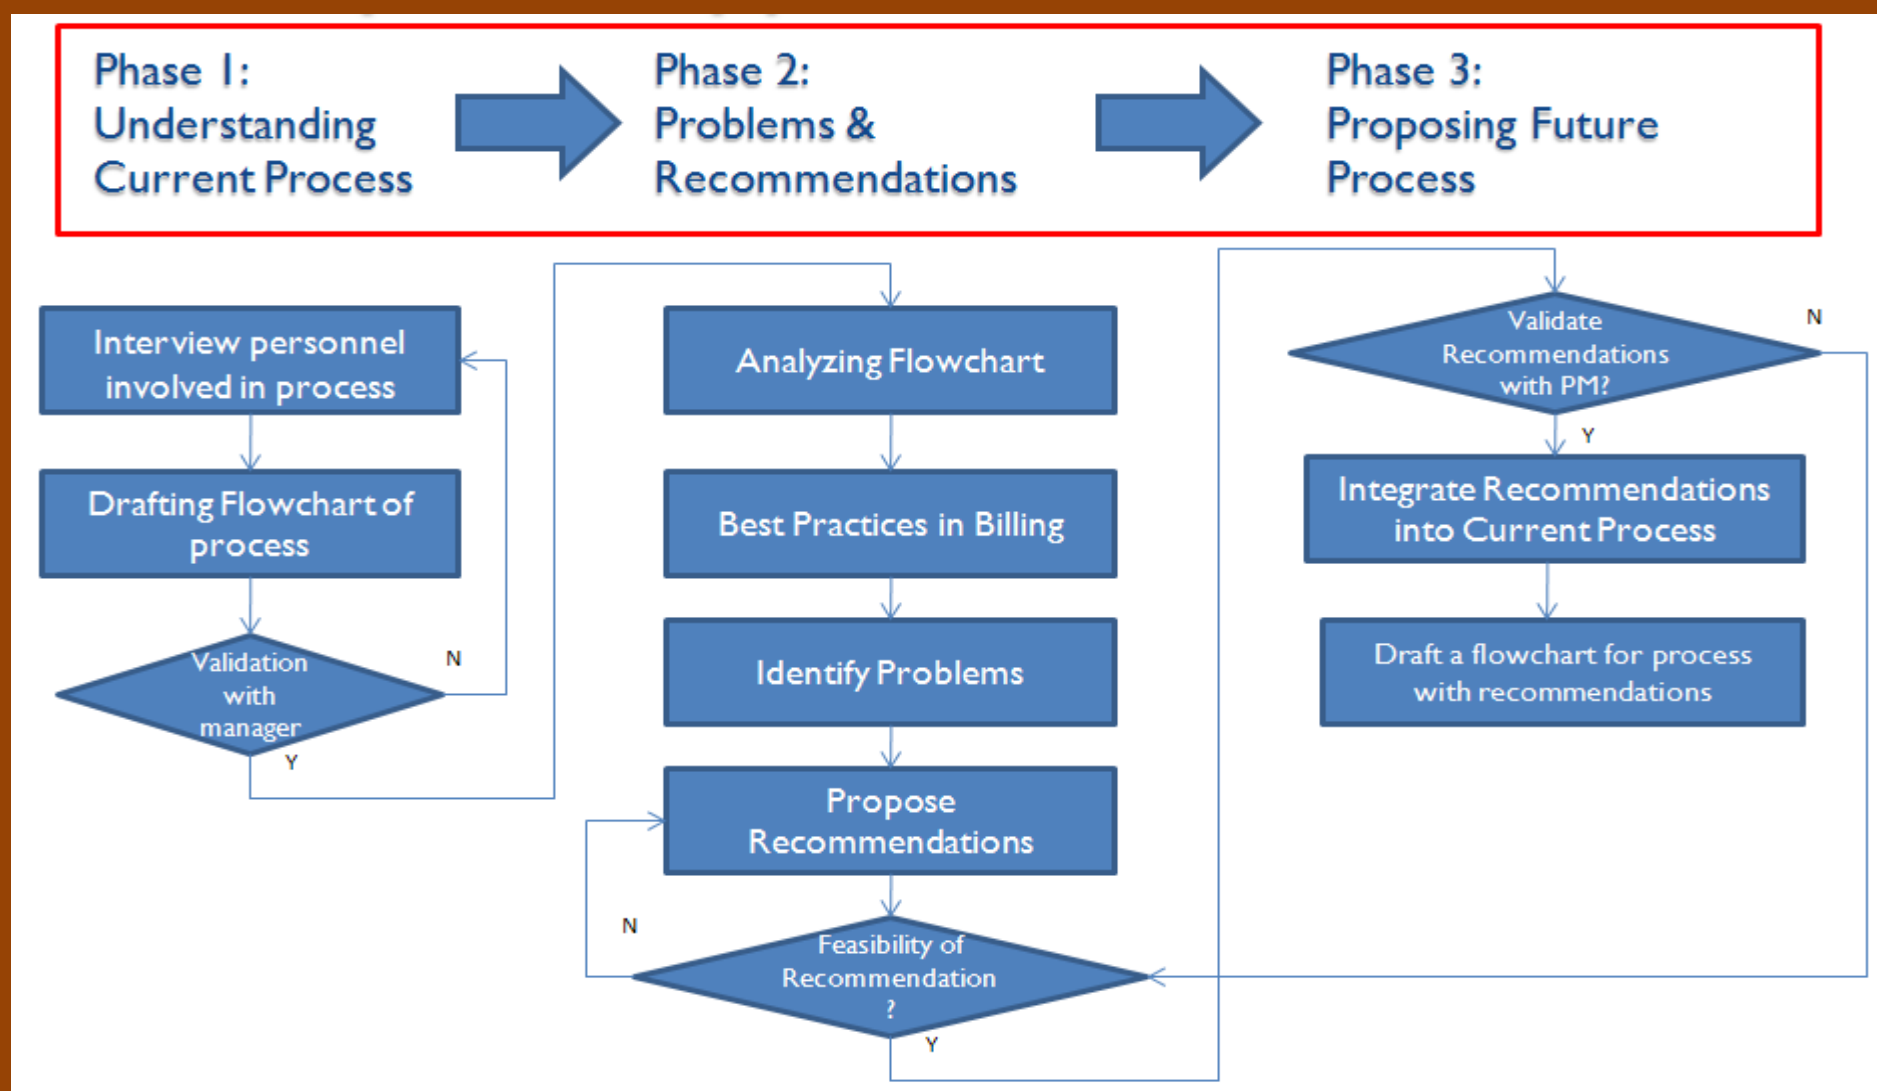 Phase 1:
Understanding
Current Process
Phase 2:
Problems &
Recommendations
Phase 3:
Proposing Future
Process
Interview personnel
involved in process
Drafting Flowchart of
process
Validation
with
manager
N
Y
Analyzing Flowchart
Best Practices in Billing
Identify Problems
Propose
Recommendations
N
Feasibility of
Recommendation
?
Y
Validate
Recommendations
with PM?
N
Y
Integrate Recommendations
into Current Process
Draft a flowchart for process
with recommendations